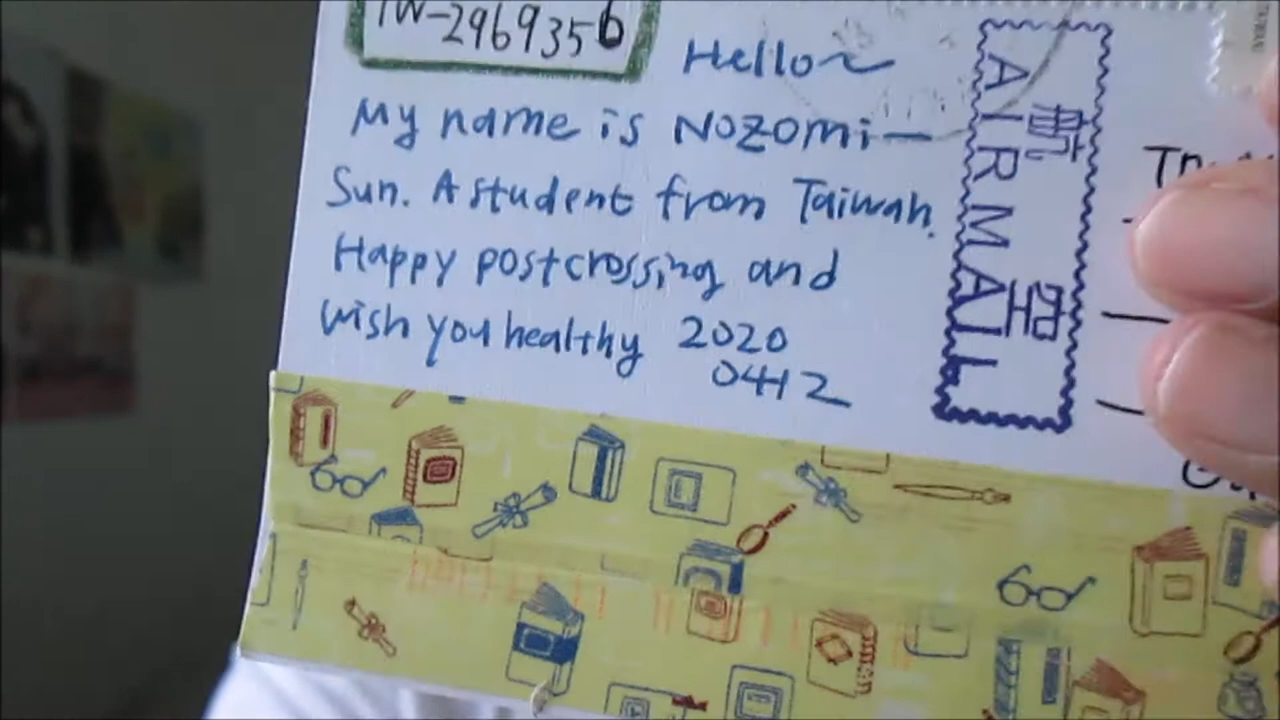 TW-2969356
Hello~
My name is Nozomi-
Sun. A student from Taiwan.
Happy postcrossing and
wish you healthy 2020
0412
航空
AIRMAIL